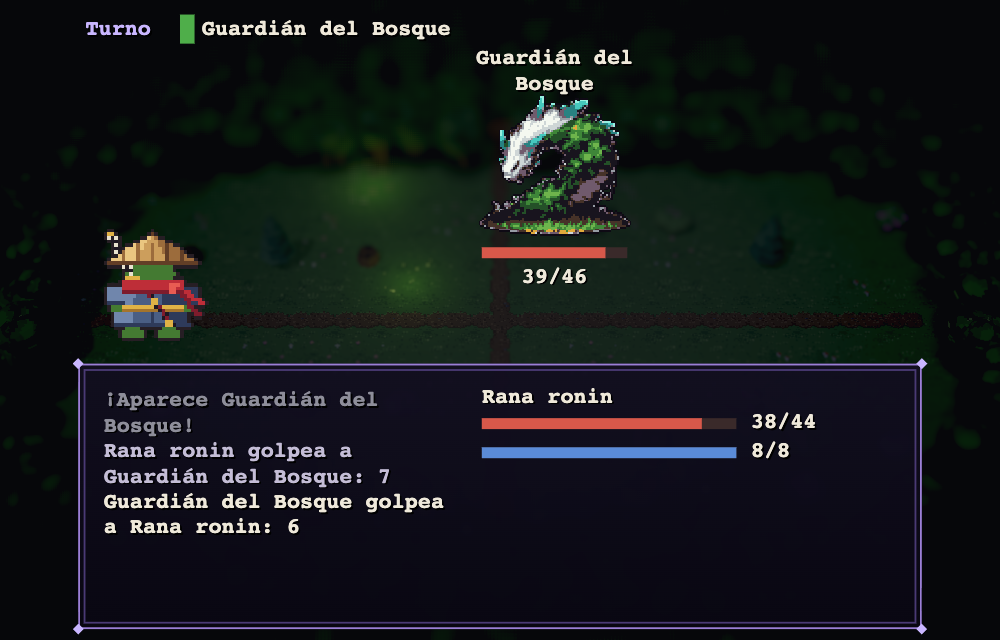 Turno Guardián del Bosque
Guardián del
Bosque
39/46
¡Aparece Guardián del
Bosque!
Rana ronin golpea a
Guardián del Bosque: 7
Guardián del Bosque golpea
a Rana ronin: 6
Rana ronin
38/44
8/8